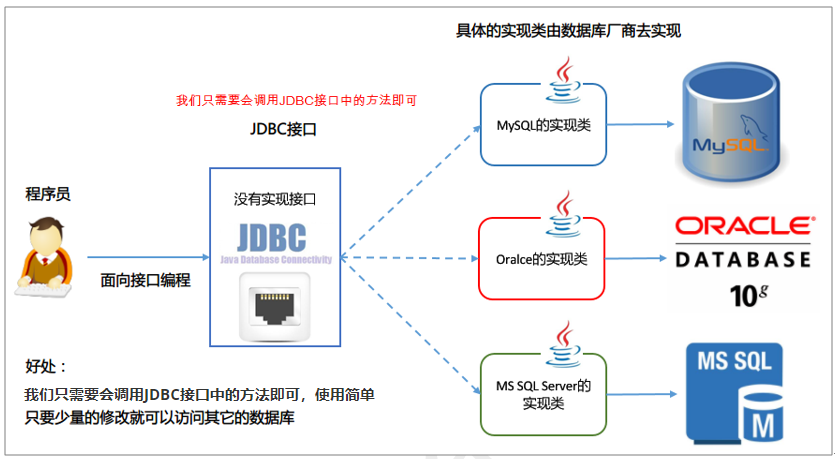 具体的实现类由数据库厂商去实现
我们只需要会调用JDBC接口中的方法即可
JDBC接口
MySQL的实现类
MySQL
程序员
没有实现接口
JDBC
Java Database Connectivity
面向接口编程
Oralce的实现类
ORACLE
DATABASE
10g
好处：
我们只需要会调用JDBC接口中的方法即可，使用简单
只要少量的修改就可以访问其它的数据库
MS SQL Server的
实现类
MS SQL
M